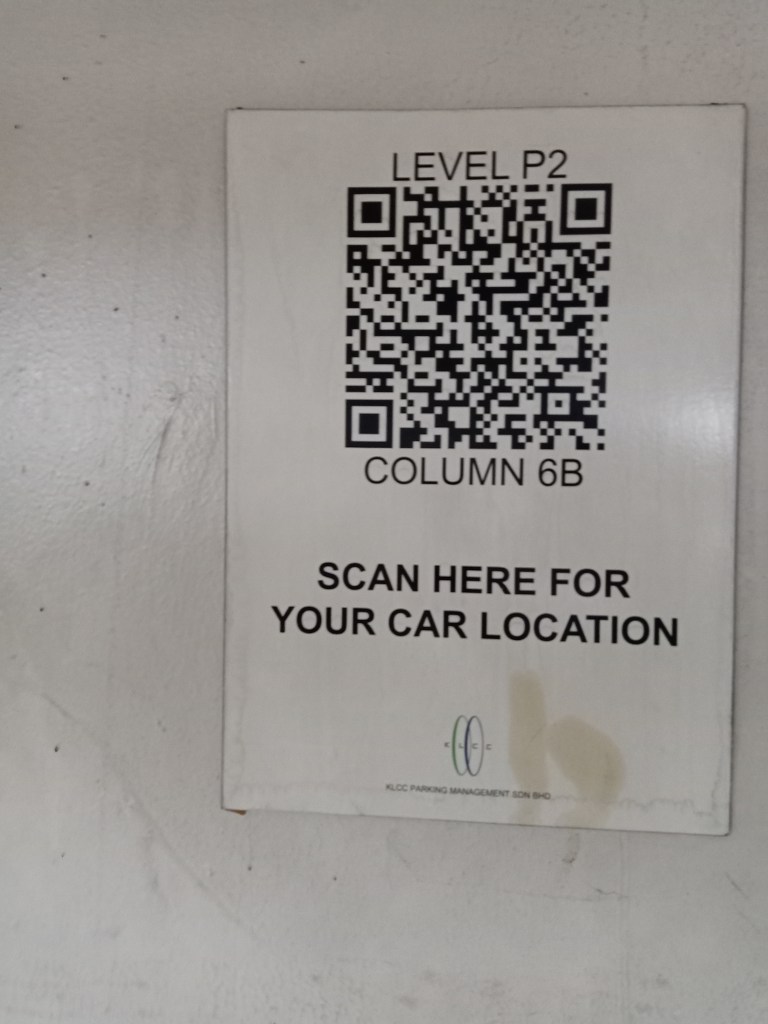 LEVEL P2
COLUMN 6B
SCAN HERE FOR
YOUR CAR LOCATION
K L C C
KLCC PARKING MANAGEMENT SDN BHD